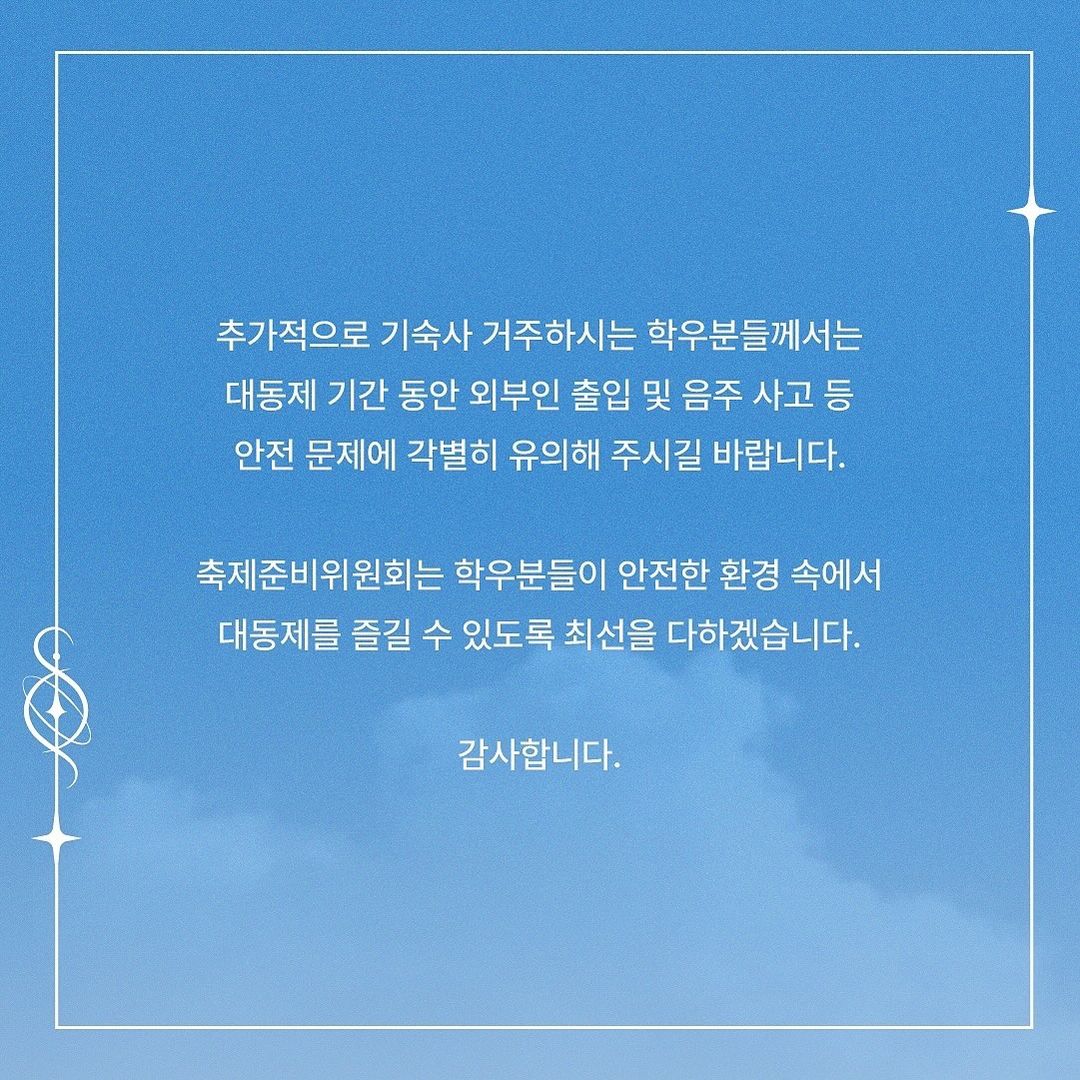 추가적으로 기숙사 거주하시는 학우분들께서는
대동제 기간 동안 외부인 출입 및 음주 사고 등
안전 문제에 각별히 유의해 주시길 바랍니다.
축제준비위원회는 학우분들이 안전한 환경 속에서
대동제를 즐길 수 있도록 최선을 다하겠습니다.
감사합니다.